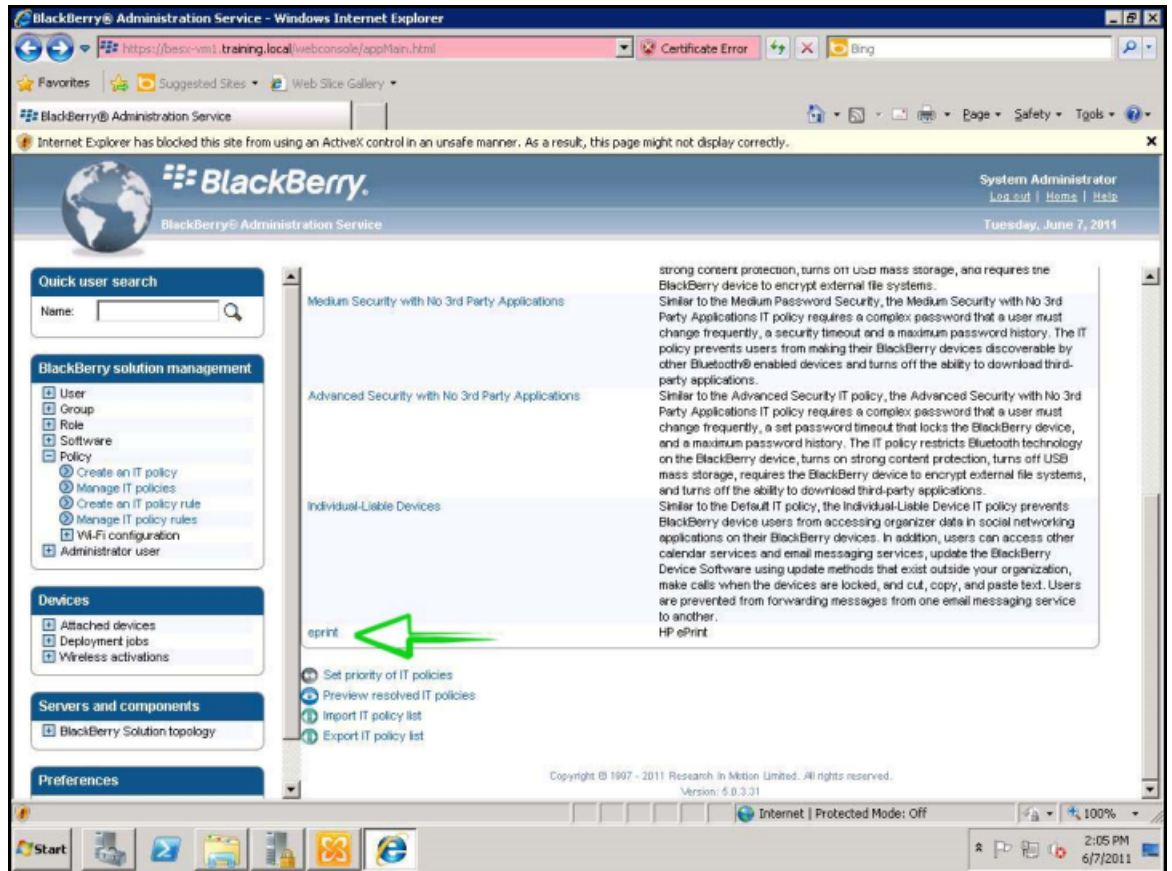 BlackBerry® Administration Service - Windows Internet Explorer
https://besx-vm1.training.local/webconsole/appMain.html
Certificate Error
Bing
Favorites
Suggested Sites
Web Slice Gallery
BlackBerry® Administration Service
Page
Safety
Tools
Internet Explorer has blocked this site from using an ActiveX control in an unsafe manner. As a result, this page might not display correctly.
BlackBerry.
System Administrator
Log out | Home | Help
BlackBerry® Administration Service
Tuesday, June 7, 2011
Quick user search
Name:
BlackBerry solution management
User
Group
Role
Software
Policy
Create an IT policy
Manage IT policies
Create an IT policy rule
Manage IT policy rules
Wi-Fi configuration
Administrator user
Devices
Attached devices
Deployment jobs
Wireless activations
Servers and components
BlackBerry Solution topology
Preferences
strong content protection, turns off USB mass storage, and requires the
BlackBerry device to encrypt external file systems.
Medium Security with No 3rd Party Applications
Similar to the Medium Password Security, the Medium Security with No 3rd
Party Applications IT policy requires a complex password that a user must
change frequently, a security timeout and a maximum password history. The IT
policy prevents users from making their BlackBerry devices discoverable by
other Bluetooth® enabled devices and turns off the ability to download third-
party applications.
Advanced Security with No 3rd Party Applications
Similar to the Advanced Security IT policy, the Advanced Security with No 3rd
Party Applications IT policy requires a complex password that a user must
change frequently, a set password timeout that locks the BlackBerry device,
and a maximum password history. The IT policy restricts Bluetooth technology
on the BlackBerry device, turns on strong content protection, turns off USB
mass storage, requires the BlackBerry device to encrypt external file systems,
and turns off the ability to download third-party applications.
Individual-Liable Devices
Similar to the Default IT policy, the Individual-Liable Device IT policy prevents
BlackBerry device users from accessing organizer data in social networking
applications on their BlackBerry devices. In addition, users can access other
calendar services and email messaging services, update the BlackBerry
Device Software using update methods that exist outside your organization,
make calls when the devices are locked, and cut, copy, and paste text. Users
are prevented from forwarding messages from one email messaging service
to another.
eprint
HP ePrint
Set priority of IT policies
Preview resolved IT policies
Import IT policy list
Export IT policy list
Copyright © 1997 - 2011 Research In Motion Limited. All rights reserved.
Version: 5.0.3.31
Internet | Protected Mode: Off
100%
Start
2:05 PM
6/7/2011